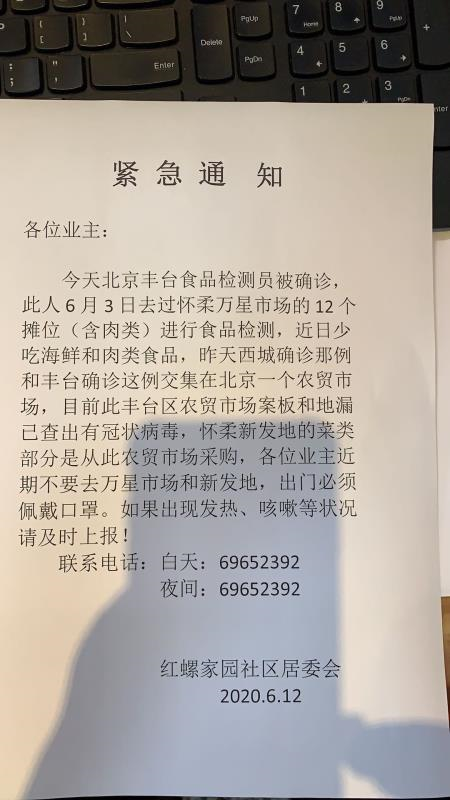 Delete
PgUp
PgDn
7
Home
8
9
PgUp
4
5
6
Enter
1
2
3
PgDn
紧急通知
各位业主：
今天北京丰台食品检测员被确诊，
此人 6 月 3 日去过怀柔万星市场的 12 个
摊位（含肉类）进行食品检测，近日少
吃海鲜和肉类食品，昨天西城确诊那例
和丰台确诊这例交集在北京一个农贸市
场，目前此丰台区农贸市场案板和地漏
已查出有冠状病毒，怀柔新发地的菜类
部分是从此农贸市场采购，各位业主近
期不要去万星市场和新发地，出门必须
佩戴口罩。如果出现发热、咳嗽等状况
请及时上报！
联系电话：白天：69652392
夜间：69652392
红螺家园社区居委会
2020.6.12